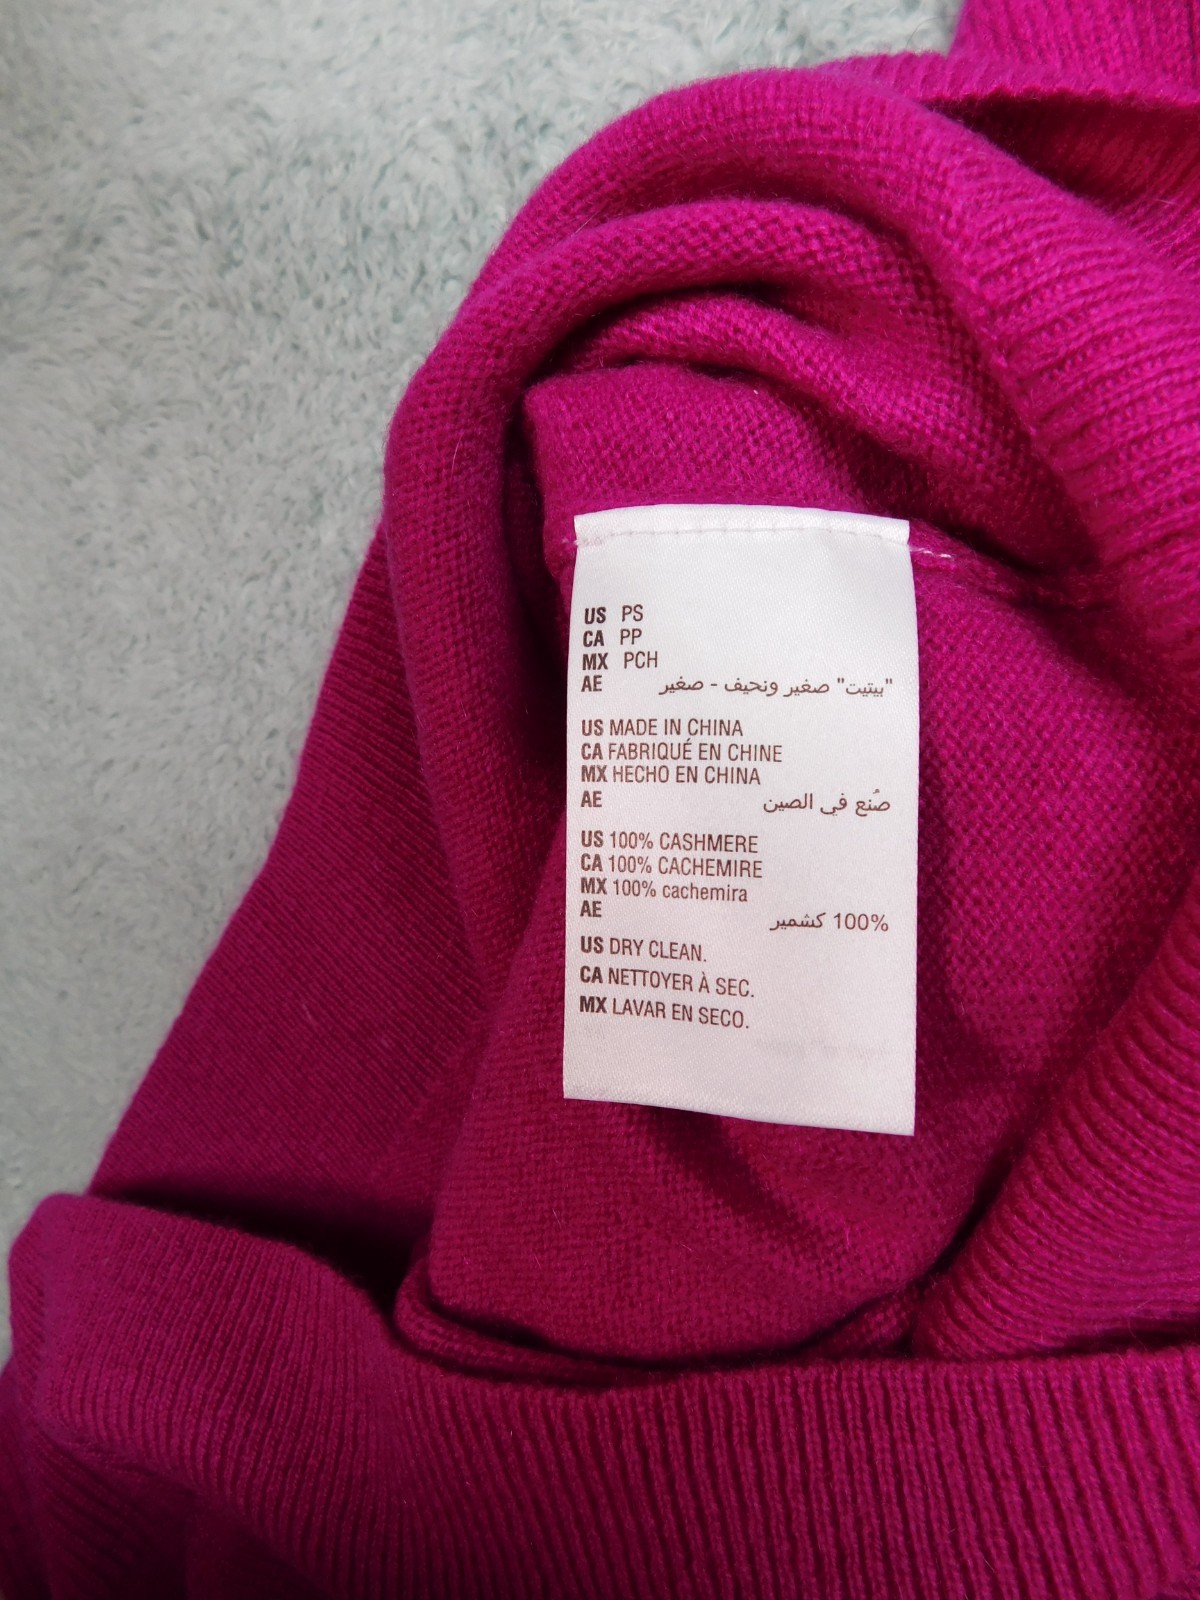 US PS
CA PP
MX PCH
AE "بيتيت" صغير ونحيف - صغير
US MADE IN CHINA
CA FABRIQUÉ EN CHINE
MX HECHO EN CHINA
AE صُنع في الصين
US 100% CASHMERE
CA 100% CACHEMIRE
MX 100% cachemira
AE 100% كشمير
US DRY CLEAN.
CA NETTOYER À SEC.
MX LAVAR EN SECO.